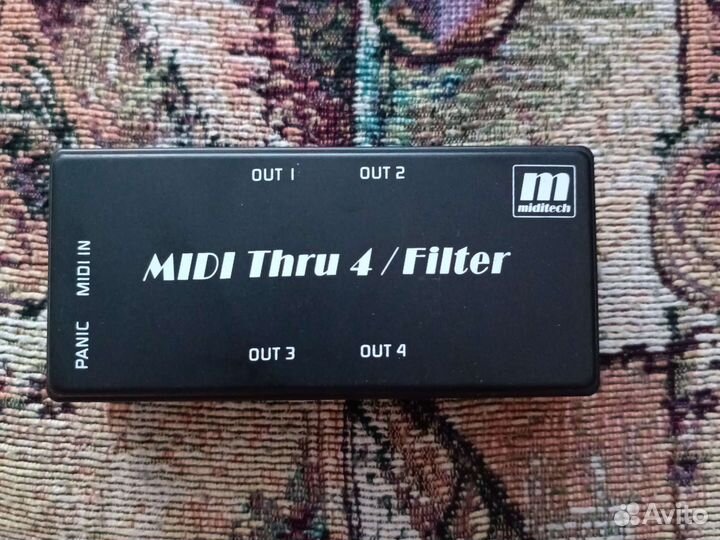 OUT 1 OUT 2
m
miditech
MIDI IN
MIDI Thru 4 / Filter
PANIC
OUT 3 OUT 4
Avito